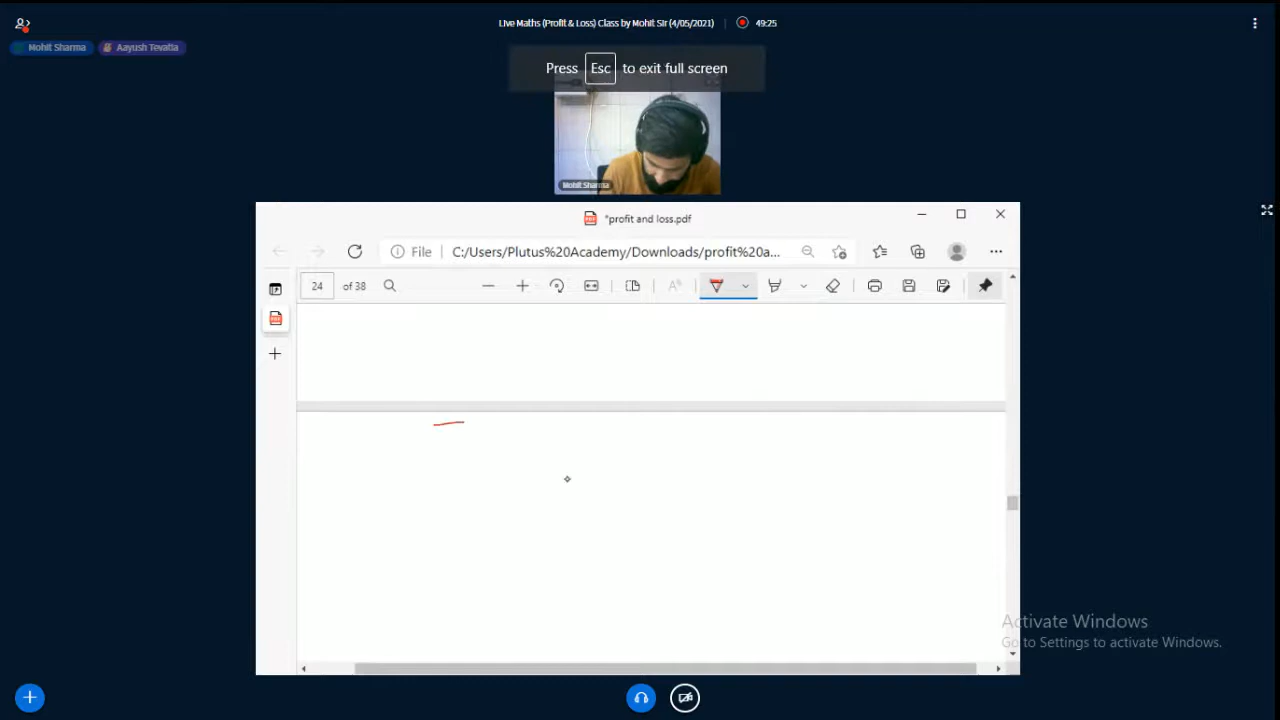 Live Maths (Profit & Loss) Class by Mohit Sir (4/05/2021) 49:25
Mohit Sharma Aayush Tevatia
Press Esc to exit full screen
Mohit Sharma
*profit and loss.pdf
File C:/Users/Plutus%20Academy/Downloads/profit%20a...
24 of 38
Activate Windows
Go to Settings to activate Windows.